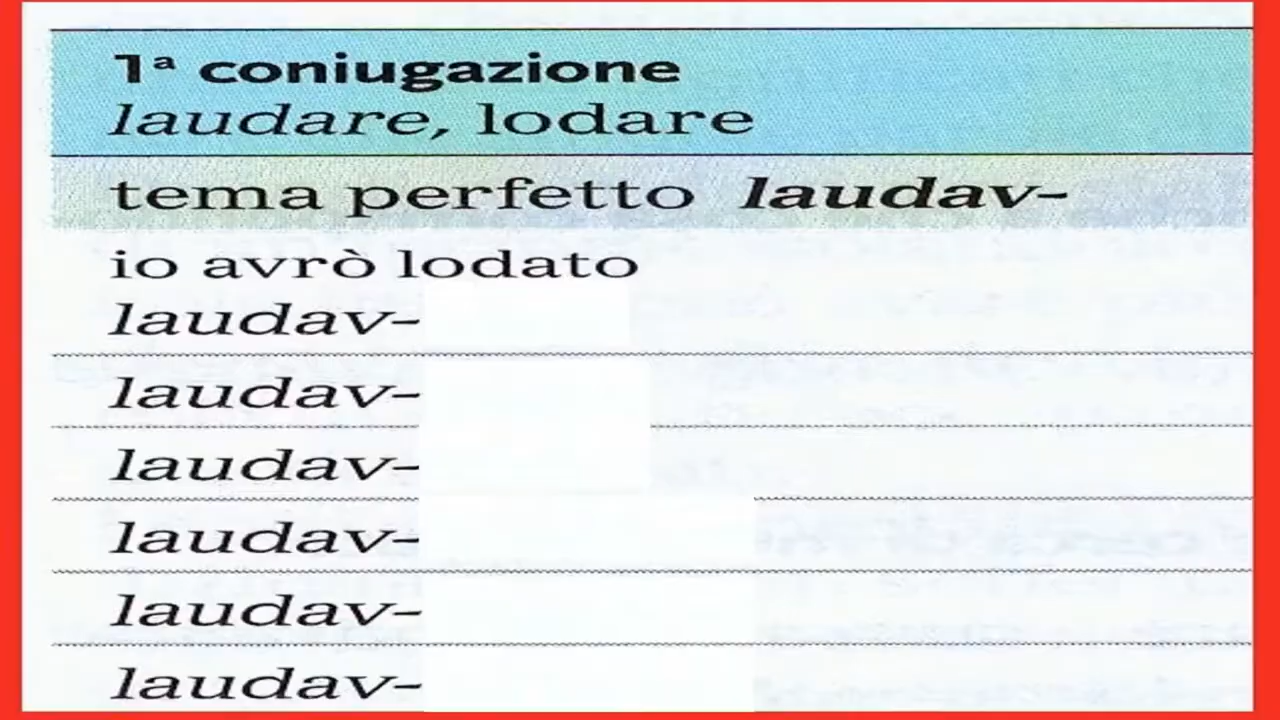 1ª coniugazione
laudare, lodare
tema perfetto laudav-
io avrò lodato
laudav-
laudav-
laudav-
laudav-
laudav-
laudav-